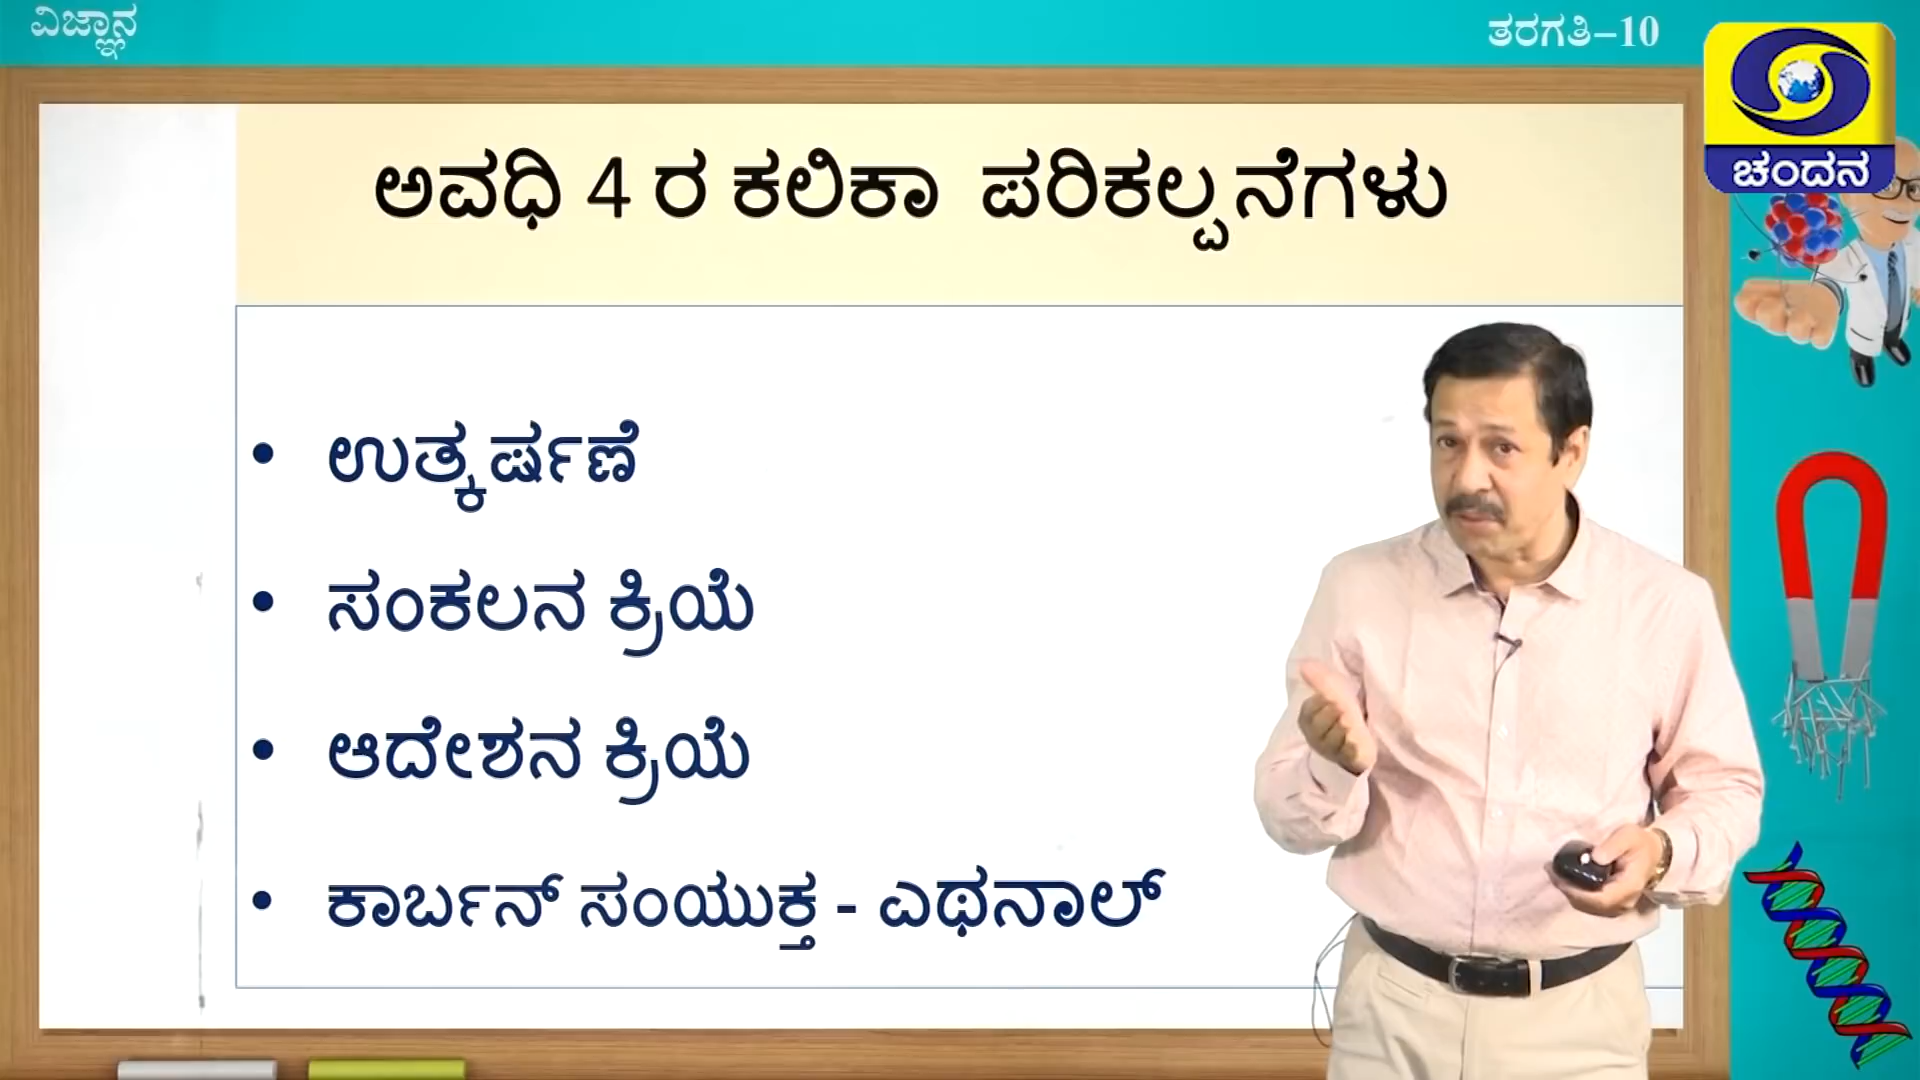 ವಿಜ್ಞಾನ
ತರಗತಿ–10
ಚಂದನ
ಅವಧಿ 4 ರ ಕಲಿಕಾ ಪರಿಕಲ್ಪನೆಗಳು
• ಉತ್ಕರ್ಷಣೆ
• ಸಂಕಲನ ಕ್ರಿಯೆ
• ಆದೇಶನ ಕ್ರಿಯೆ
• ಕಾರ್ಬನ್ ಸಂಯುಕ್ತ - ಎಥನಾಲ್